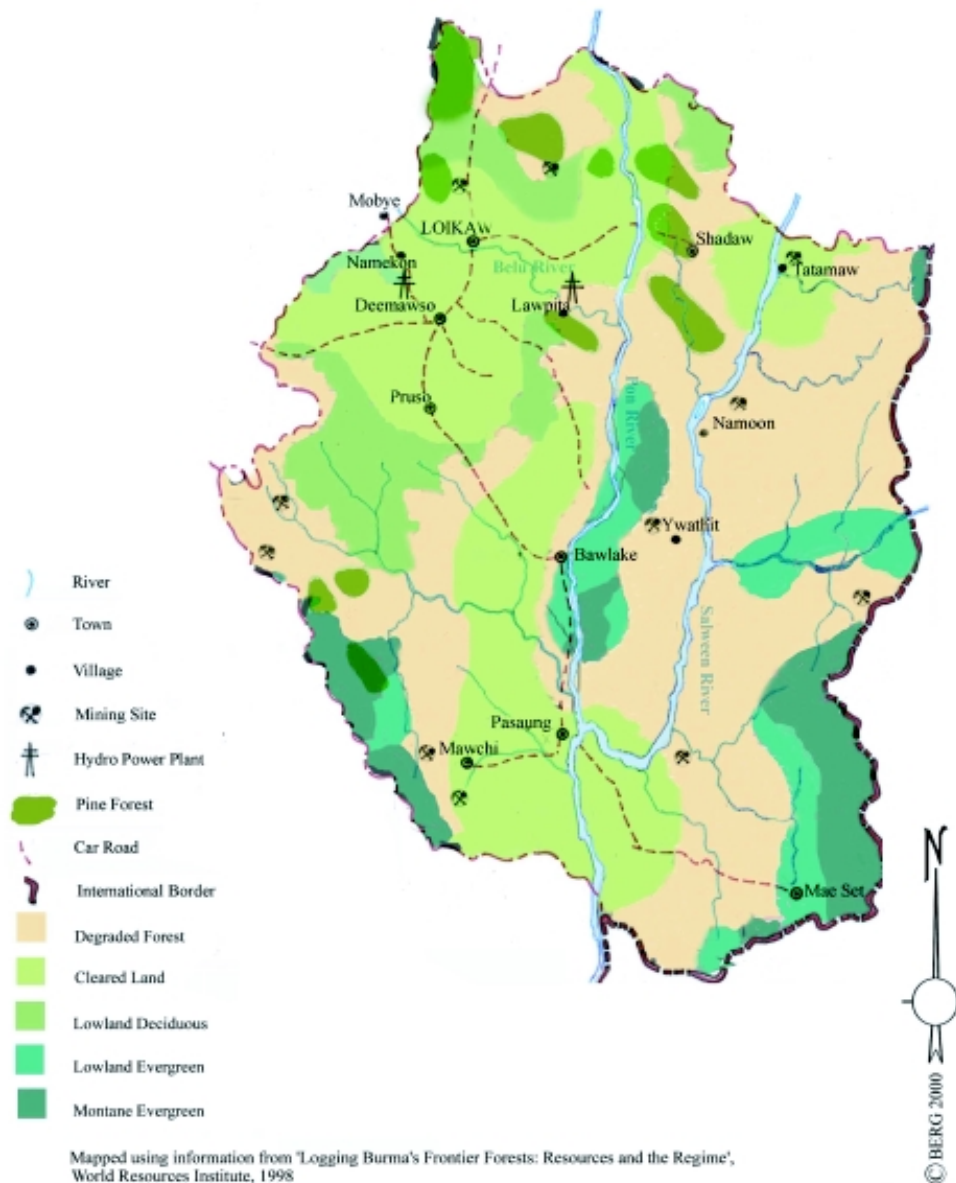 Mobye
LOIKAW
Shadaw
Namekon
Belu River
Tatamaw
Deemawso
Lawpita
Pruso
Pon River
Namoon
Ywathit
Bawlake
Salween River
Pasaung
Mawchi
Mae Set
River
Town
Village
Mining Site
Hydro Power Plant
Pine Forest
Car Road
International Border
Degraded Forest
Cleared Land
Lowland Deciduous
Lowland Evergreen
Montane Evergreen
N
© BERG 2000
Mapped using information from 'Logging Burma's Frontier Forests: Resources and the Regime',
World Resources Institute, 1998